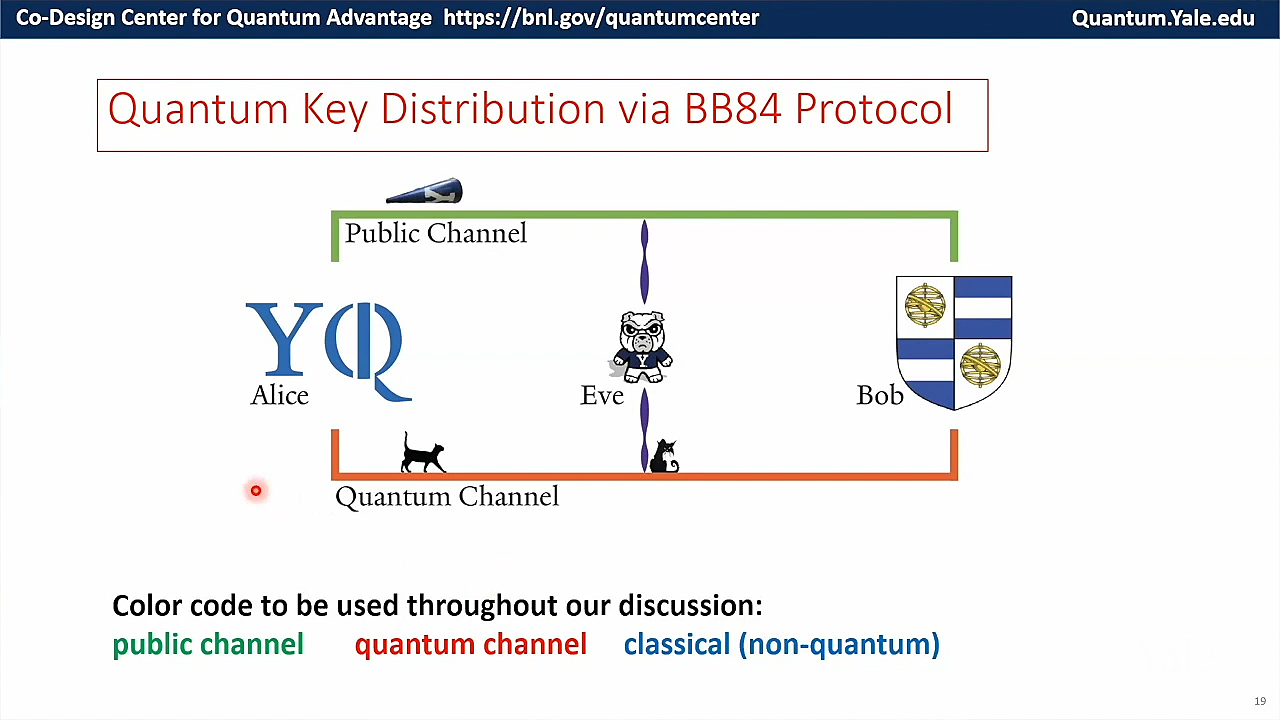 Co-Design Center for Quantum Advantage https://bnl.gov/quantumcenter
Quantum.Yale.edu
Quantum Key Distribution via BB84 Protocol
Y
Public Channel
YQ
Y
Alice
Eve
Bob
Quantum Channel
Color code to be used throughout our discussion:
public channel quantum channel classical (non-quantum)
19